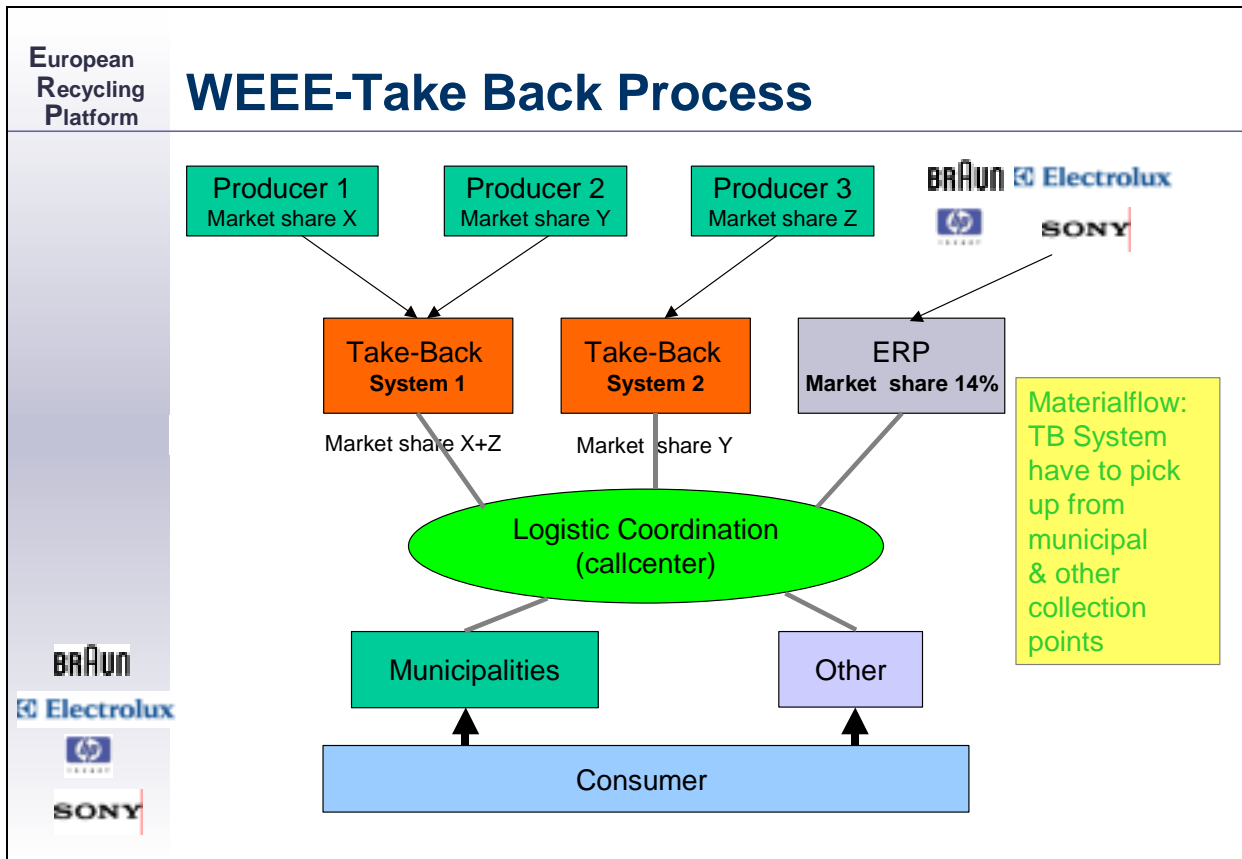 European
Recycling
Platform
WEEE-Take Back Process
Producer 1
Market share X
Producer 2
Market share Y
Producer 3
Market share Z
BRAUN
Electrolux
hp
SONY
Take-Back
System 1
Take-Back
System 2
ERP
Market share 14%
Market share X+Z
Market share Y
Materialflow:
TB System
have to pick
up from
municipal
& other
collection
points
Logistic Coordination
(callcenter)
Municipalities
Other
Consumer
BRAUN
Electrolux
hp
SONY